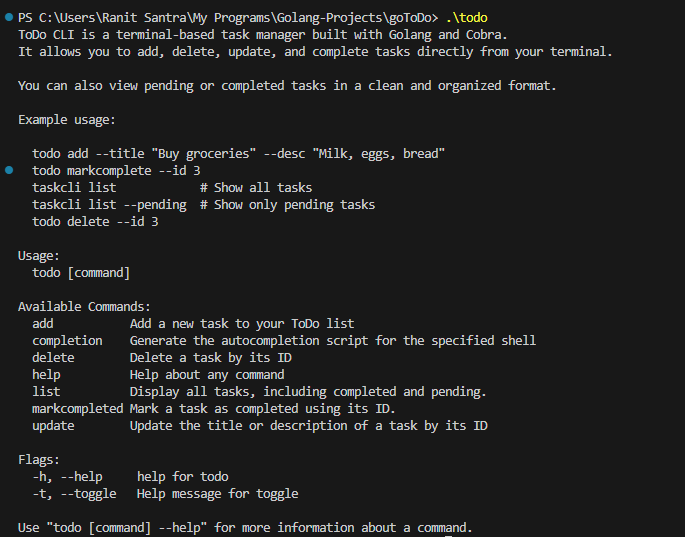 PS C:\Users\Ranit Santra\My Programs\Golang-Projects\goToDo> .\todo
ToDo CLI is a terminal-based task manager built with Golang and Cobra.
It allows you to add, delete, update, and complete tasks directly from your terminal.

You can also view pending or completed tasks in a clean and organized format.

Example usage:

  todo add --title "Buy groceries" --desc "Milk, eggs, bread"
  todo markcomplete --id 3
  taskcli list            # Show all tasks
  taskcli list --pending  # Show only pending tasks
  todo delete --id 3

Usage:
  todo [command]

Available Commands:
  add           Add a new task to your ToDo list
  completion    Generate the autocompletion script for the specified shell
  delete        Delete a task by its ID
  help          Help about any command
  list          Display all tasks, including completed and pending.
  markcompleted Mark a task as completed using its ID.
  update        Update the title or description of a task by its ID

Flags:
  -h, --help     help for todo
  -t, --toggle   Help message for toggle

Use "todo [command] --help" for more information about a command.